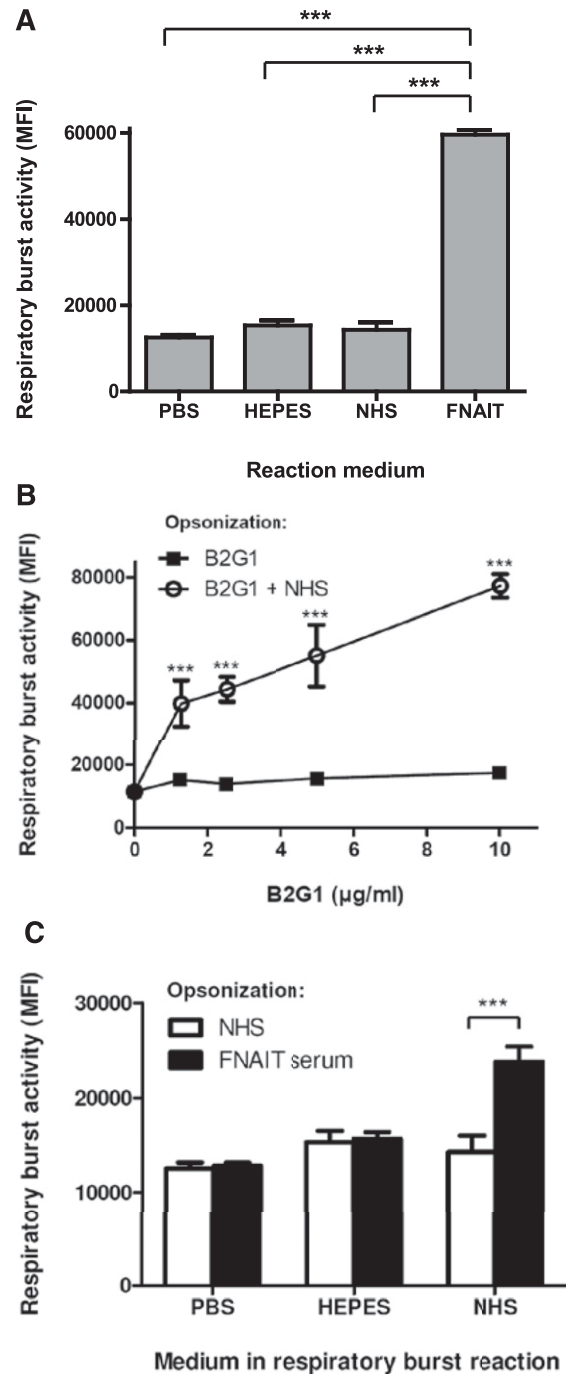 A
***
***
***
Respiratory burst activity (MFI)
60000
40000
20000
0
PBS HEPES NHS FNAIT
Reaction medium
B
Opsonization:
B2G1
B2G1 + NHS
Respiratory burst activity (MFI)
80000
60000
40000
20000
0
*** *** *** ***
0 2 4 6 8 10
B2G1 (µg/ml)
C
Opsonization:
NHS
FNAIT serum
***
Respiratory burst activity (MFI)
30000
20000
10000
0
PBS HEPES NHS
Medium in respiratory burst reaction